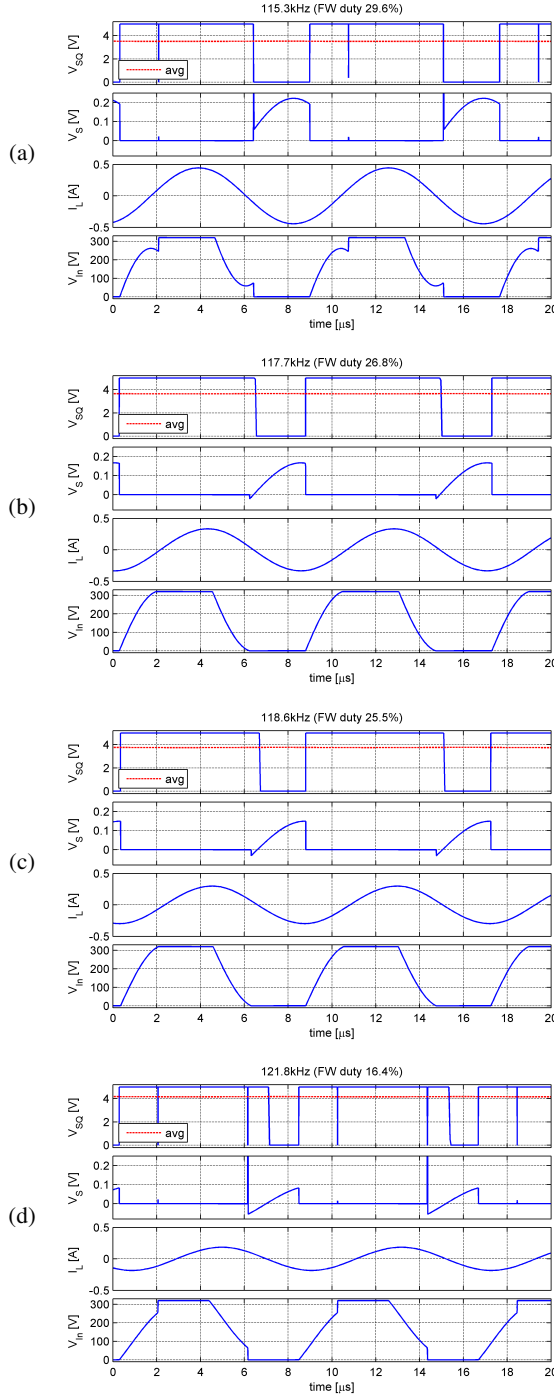 115.3kHz (FW duty 29.6%)
V_SQ [V]
4
2
0
avg
(a)
V_S [V]
0.2
0.1
0
I_L [A]
0.5
0
-0.5
V_In [V]
300
200
100
0
0 2 4 6 8 10 12 14 16 18 20
time [μs]
117.7kHz (FW duty 26.8%)
V_SQ [V]
4
2
0
avg
(b)
V_S [V]
0.2
0.1
0
I_L [A]
0.5
0
-0.5
V_In [V]
300
200
100
0
0 2 4 6 8 10 12 14 16 18 20
time [μs]
118.6kHz (FW duty 25.5%)
V_SQ [V]
4
2
0
avg
(c)
V_S [V]
0.2
0.1
0
I_L [A]
0.5
0
-0.5
V_In [V]
300
200
100
0
0 2 4 6 8 10 12 14 16 18 20
time [μs]
121.8kHz (FW duty 16.4%)
V_SQ [V]
4
2
0
avg
(d)
V_S [V]
0.2
0.1
0
I_L [A]
0.5
0
-0.5
V_In [V]
300
200
100
0
0 2 4 6 8 10 12 14 16 18 20
time [μs]